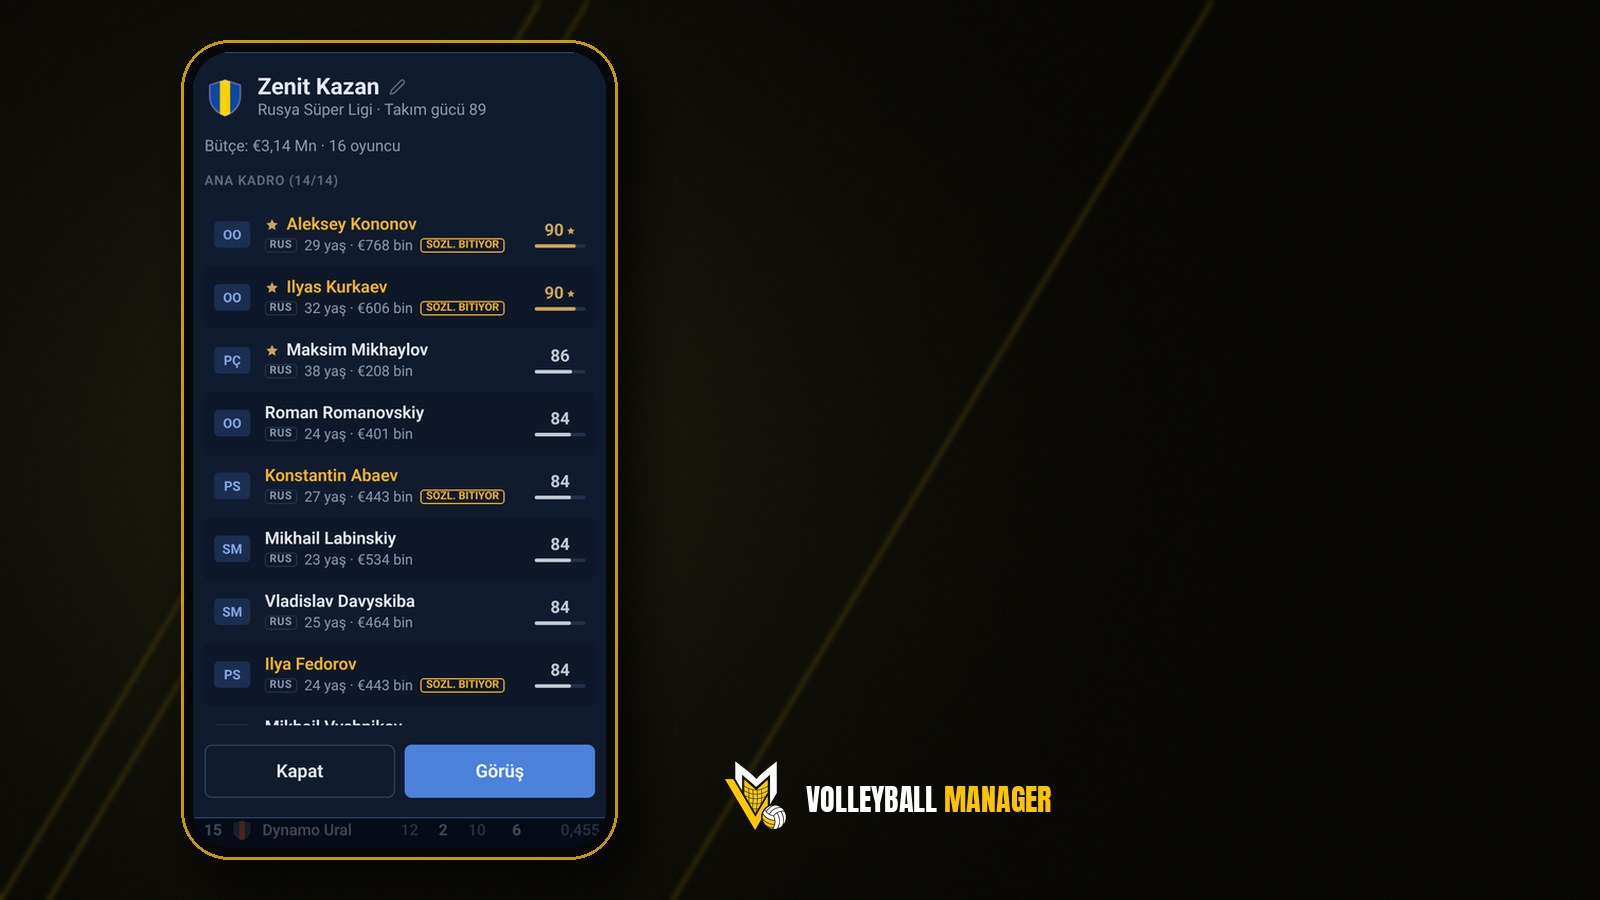 Zenit Kazan
Rusya Süper Ligi · Takım gücü 89
Bütçe: €3,14 Mn · 16 oyuncu
ANA KADRO (14/14)
OO ★ Aleksey Kononov 90 ★
RUS 29 yaş · €768 bin SÖZL. BİTİYOR
OO ★ Ilyas Kurkaev 90 ★
RUS 32 yaş · €606 bin SÖZL. BİTİYOR
PÇ ★ Maksim Mikhaylov 86
RUS 38 yaş · €208 bin
OO Roman Romanovskiy 84
RUS 24 yaş · €401 bin
PS Konstantin Abaev 84
RUS 27 yaş · €443 bin SÖZL. BİTİYOR
SM Mikhail Labinskiy 84
RUS 23 yaş · €534 bin
SM Vladislav Davyskiba 84
RUS 25 yaş · €464 bin
PS Ilya Fedorov 84
RUS 24 yaş · €443 bin SÖZL. BİTİYOR
Kapat Görüş
15 Dynamo Ural 12 2 10 6 0,455
VOLLEYBALL MANAGER